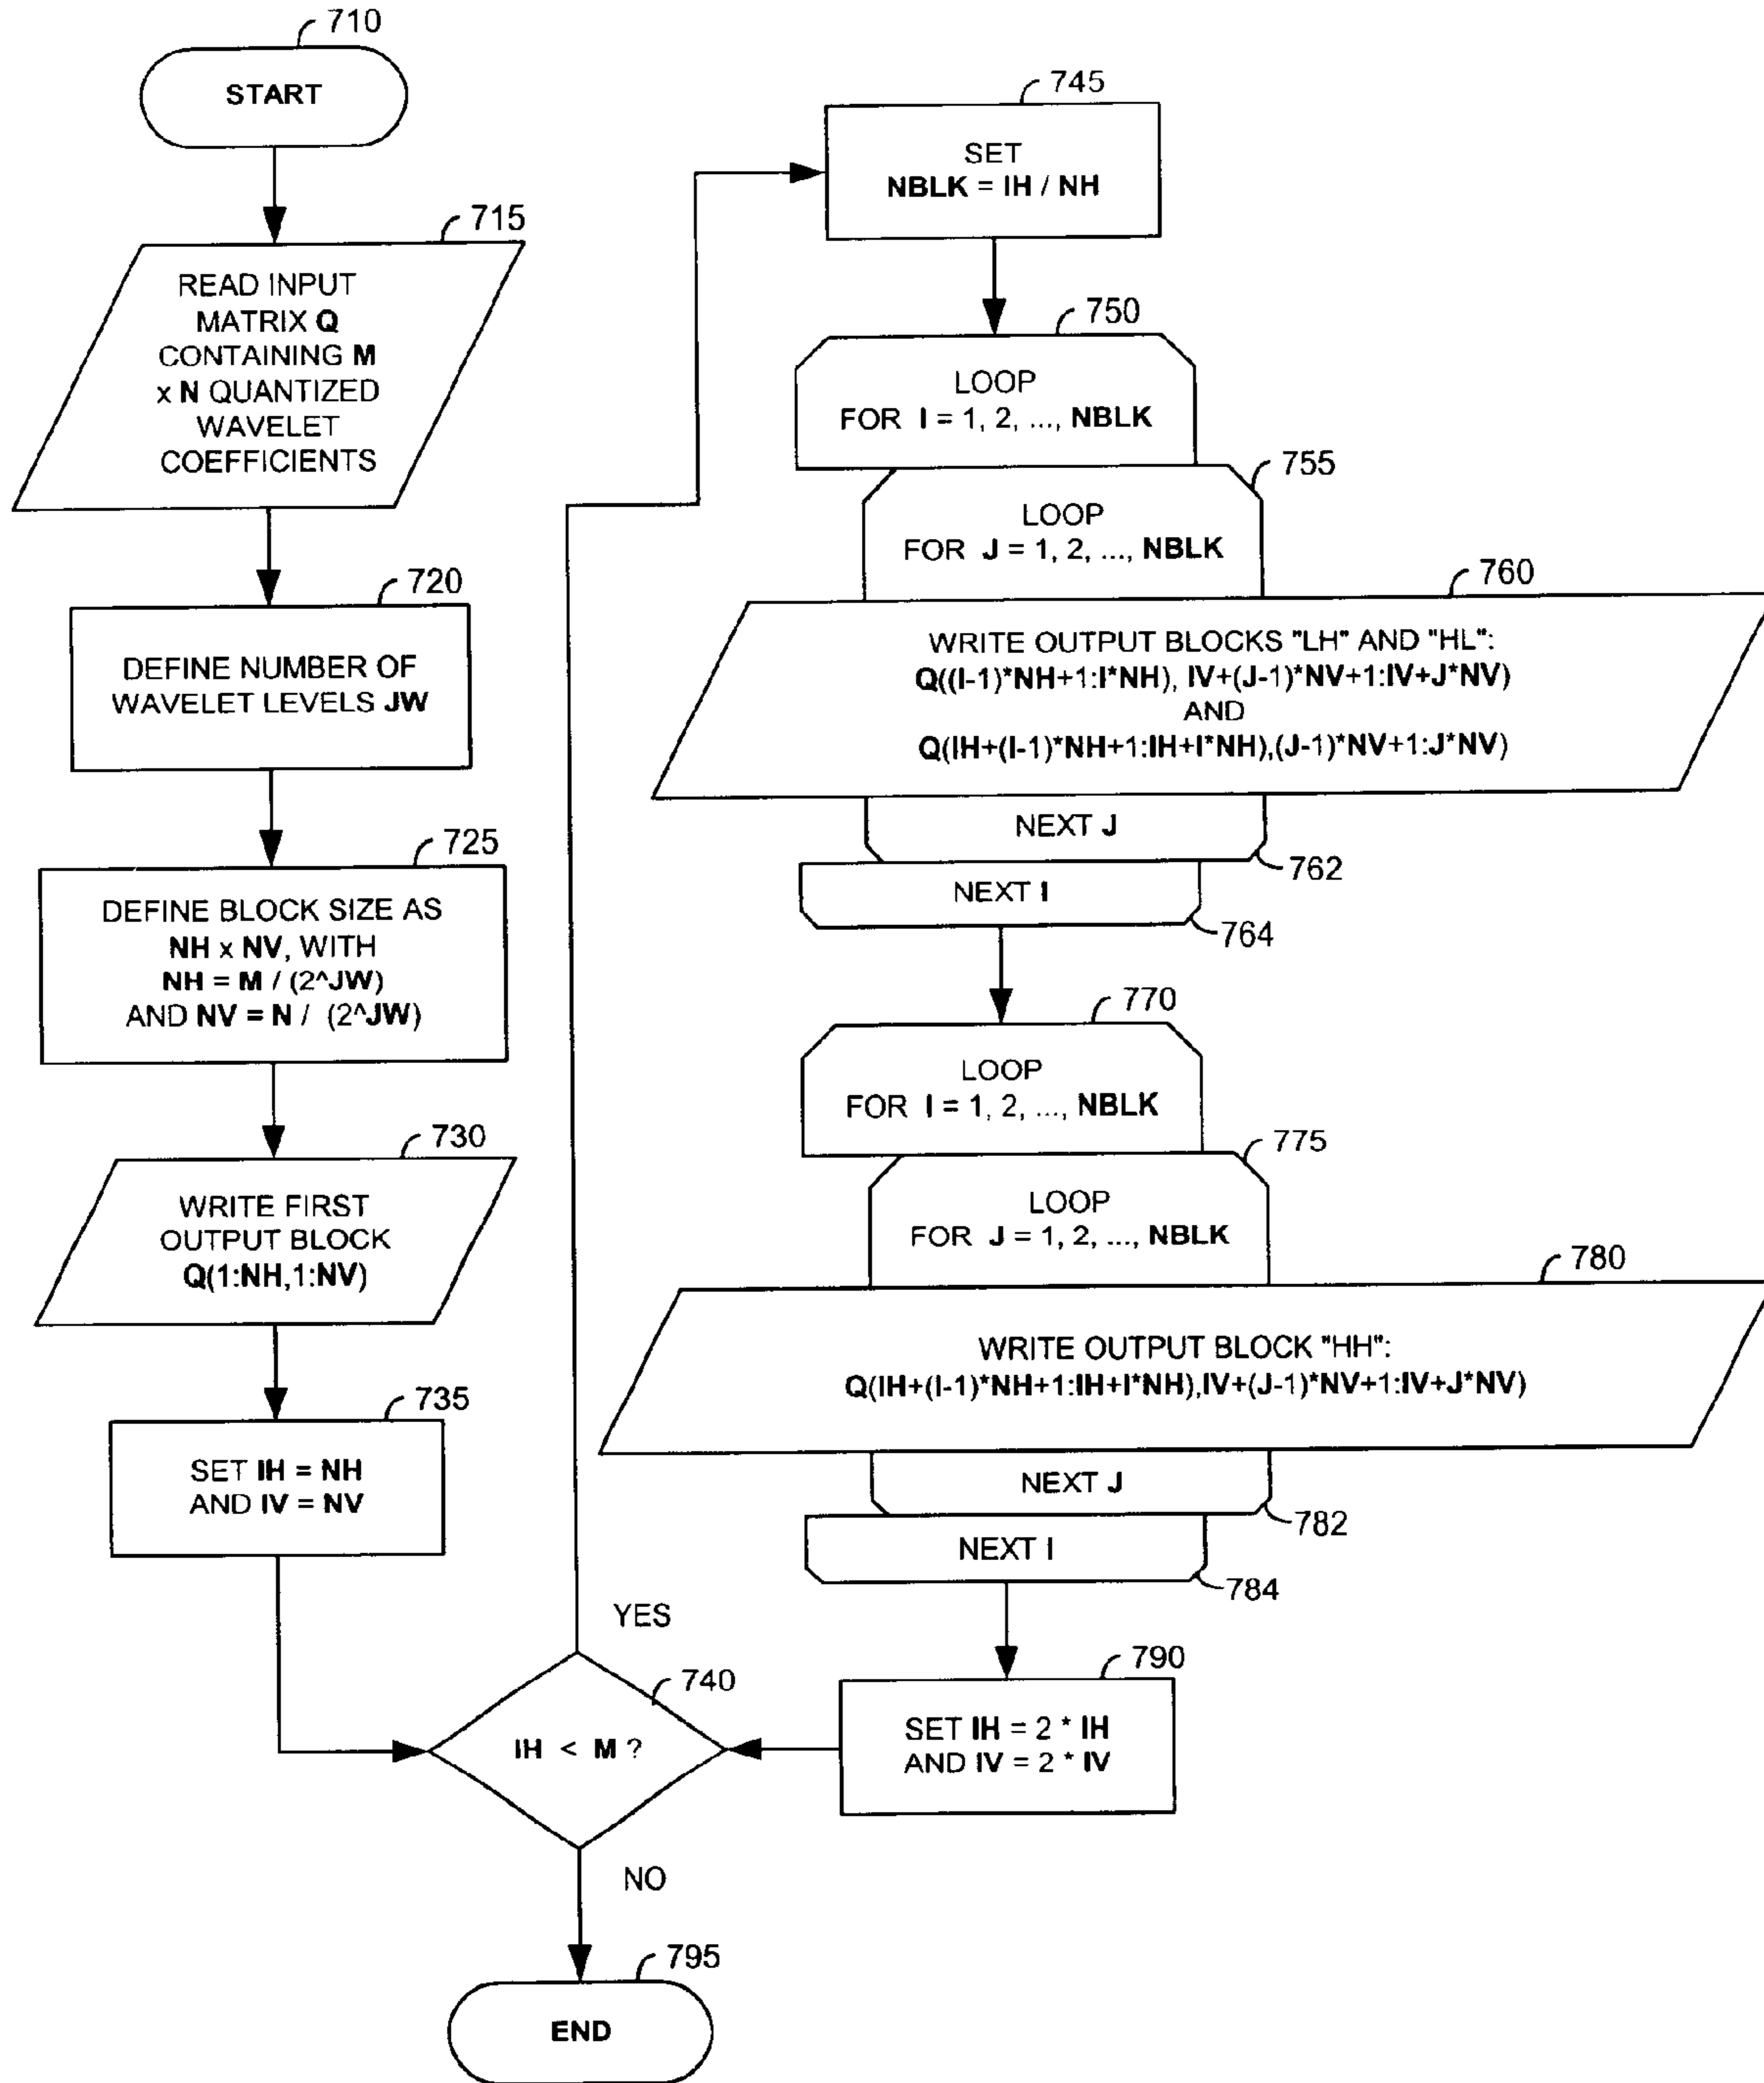 710
START
715
READ INPUT
MATRIX Q
CONTAINING M
x N QUANTIZED
WAVELET
COEFFICIENTS
720
DEFINE NUMBER OF
WAVELET LEVELS JW
725
DEFINE BLOCK SIZE AS
NH x NV, WITH
NH = M / (2^JW)
AND NV = N / (2^JW)
730
WRITE FIRST
OUTPUT BLOCK
Q(1:NH,1:NV)
735
SET IH = NH
AND IV = NV
YES
740
IH < M ?
NO
795
END
745
SET
NBLK = IH / NH
750
LOOP
FOR I = 1, 2, ..., NBLK
755
LOOP
FOR J = 1, 2, ..., NBLK
760
WRITE OUTPUT BLOCKS "LH" AND "HL":
Q((I-1)*NH+1:I*NH), IV+(J-1)*NV+1:IV+J*NV)
AND
Q(IH+(I-1)*NH+1:IH+I*NH),(J-1)*NV+1:J*NV)
NEXT J
762
NEXT I
764
770
LOOP
FOR I = 1, 2, ..., NBLK
775
LOOP
FOR J = 1, 2, ..., NBLK
780
WRITE OUTPUT BLOCK "HH":
Q(IH+(I-1)*NH+1:IH+I*NH),IV+(J-1)*NV+1:IV+J*NV)
NEXT J
782
NEXT I
784
790
SET IH = 2 * IH
AND IV = 2 * IV